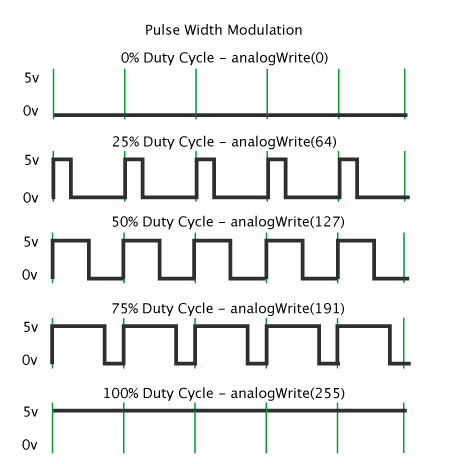 Pulse Width Modulation
0% Duty Cycle – analogWrite(0)
5v
0v
25% Duty Cycle – analogWrite(64)
5v
0v
50% Duty Cycle – analogWrite(127)
5v
0v
75% Duty Cycle – analogWrite(191)
5v
0v
100% Duty Cycle – analogWrite(255)
5v
0v